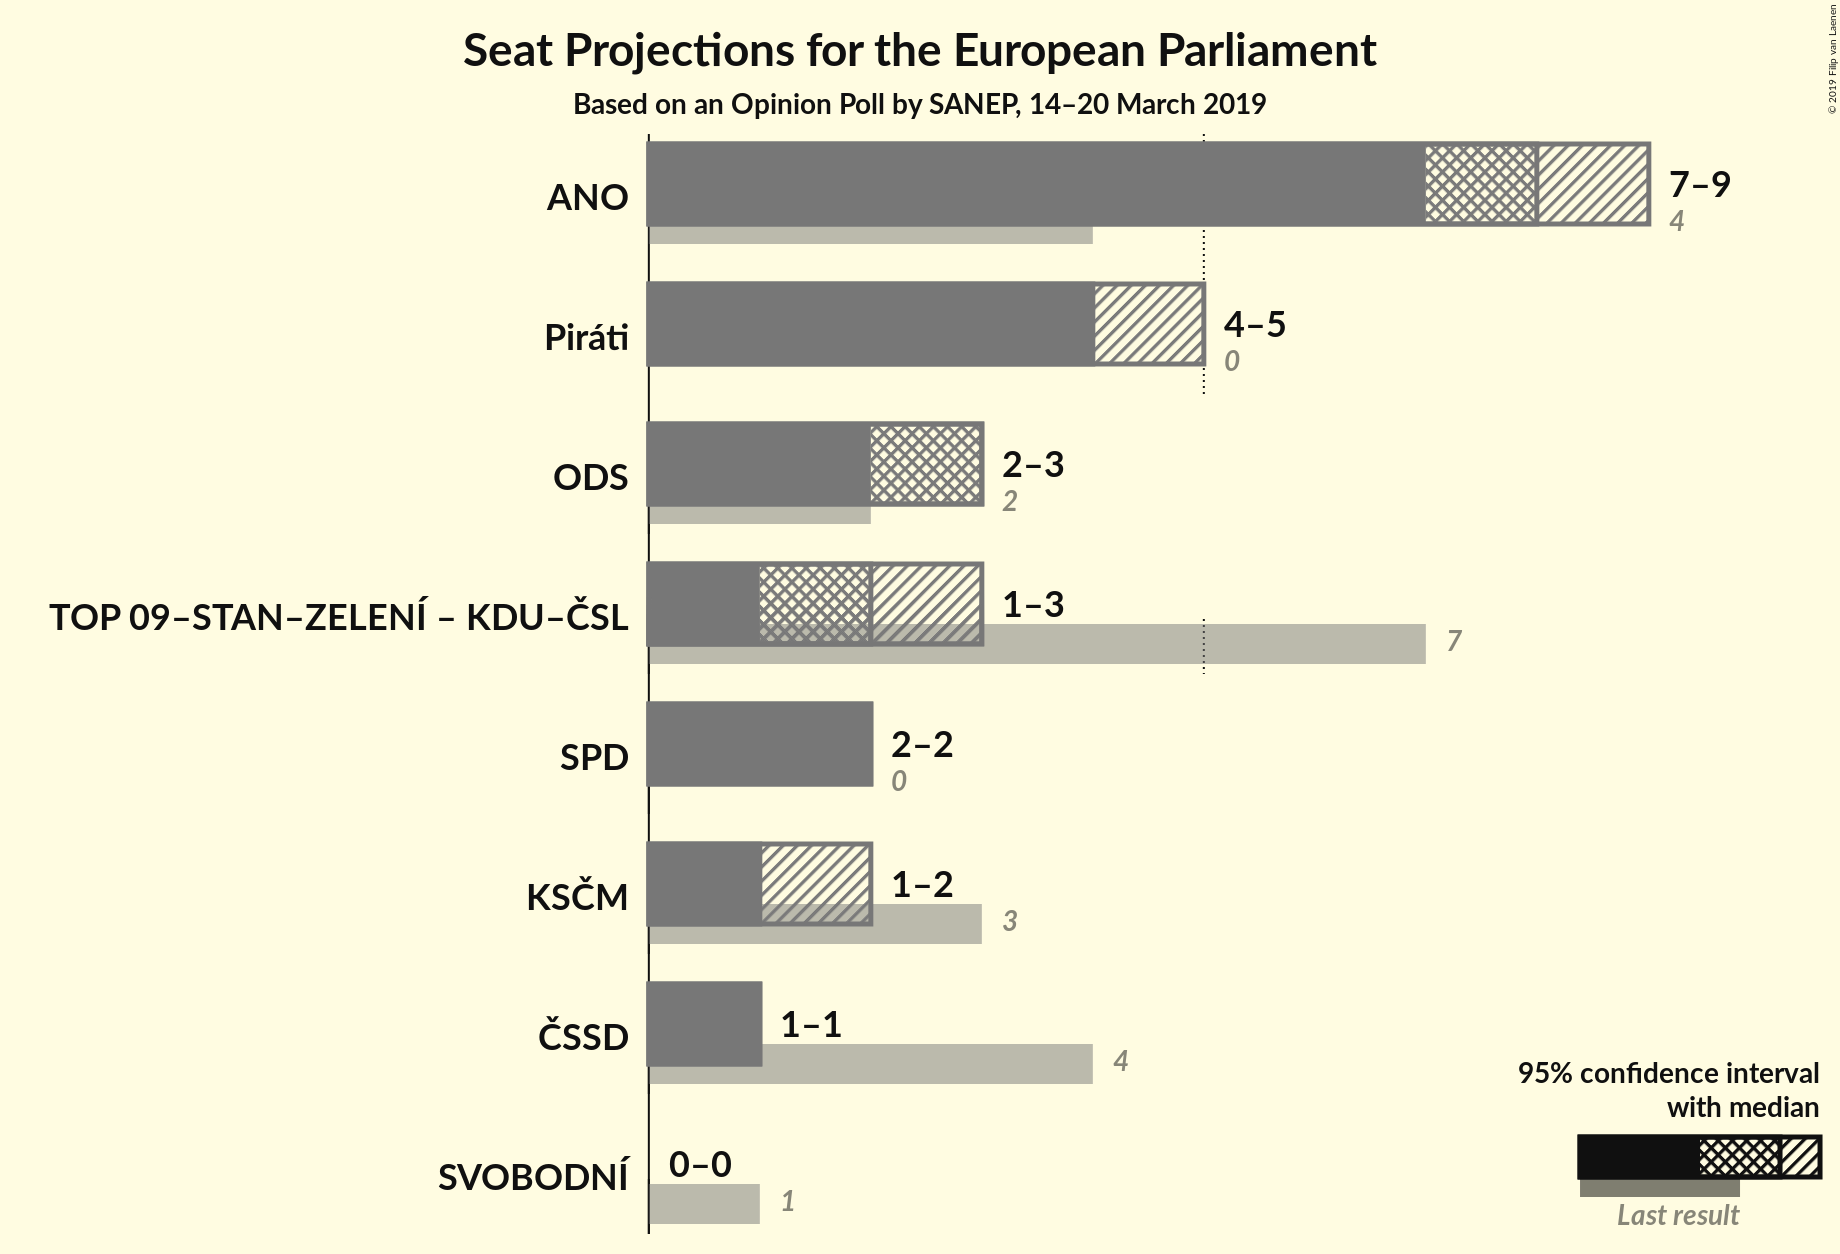 Seat Projections for the European Parliament
Based on an Opinion Poll by SANEP, 14–20 March 2019
© 2019 Filip van Laenen
ANO
7–9
4
Piráti
4–5
0
ODS
2–3
2
TOP 09–STAN–ZELENÍ – KDU–ČSL
1–3
7
SPD
2–2
0
KSČM
1–2
3
ČSSD
1–1
4
SVOBODNÍ
0–0
1
95% confidence interval
with median
Last result